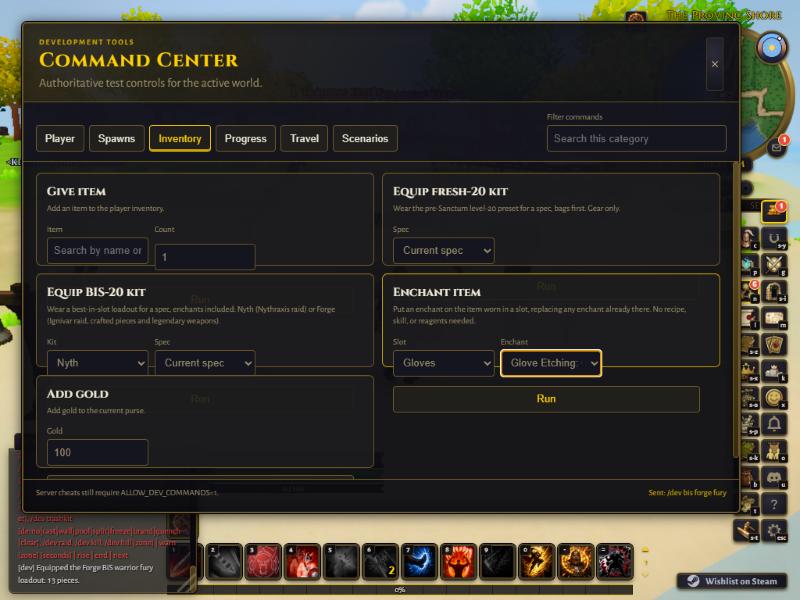 THE PROVING SHORE
DEVELOPMENT TOOLS
COMMAND CENTER
Authoritative test controls for the active world.
×
Filter commands
Player
Spawns
Inventory
Progress
Travel
Scenarios
Search this category
GIVE ITEM
Add an item to the player inventory.
Item
Count
Search by name or
1
EQUIP FRESH-20 KIT
Wear the pre-Sanctum level-20 preset for a spec, bags first. Gear only.
Spec
Current spec
Run
EQUIP BIS-20 KIT
Wear a best-in-slot loadout for a spec, enchants included: Nyth (Nythraxis raid) or Forge
(Ignivar raid, crafted pieces and legendary weapons).
Kit
Spec
Nyth
Current spec
Run
ENCHANT ITEM
Put an enchant on the item worn in a slot, replacing any enchant already there. No recipe,
skill, or reagents needed.
Slot
Enchant
Gloves
Glove Etching:
Run
ADD GOLD
Add gold to the current purse.
Run
Gold
100
Server cheats still require ALLOW_DEV_COMMANDS=1.
Sent: /dev bis forge fury
[dev] Equipped the Forge BiS warrior fury
loadout: 13 pieces.
0%
Wishlist on Steam